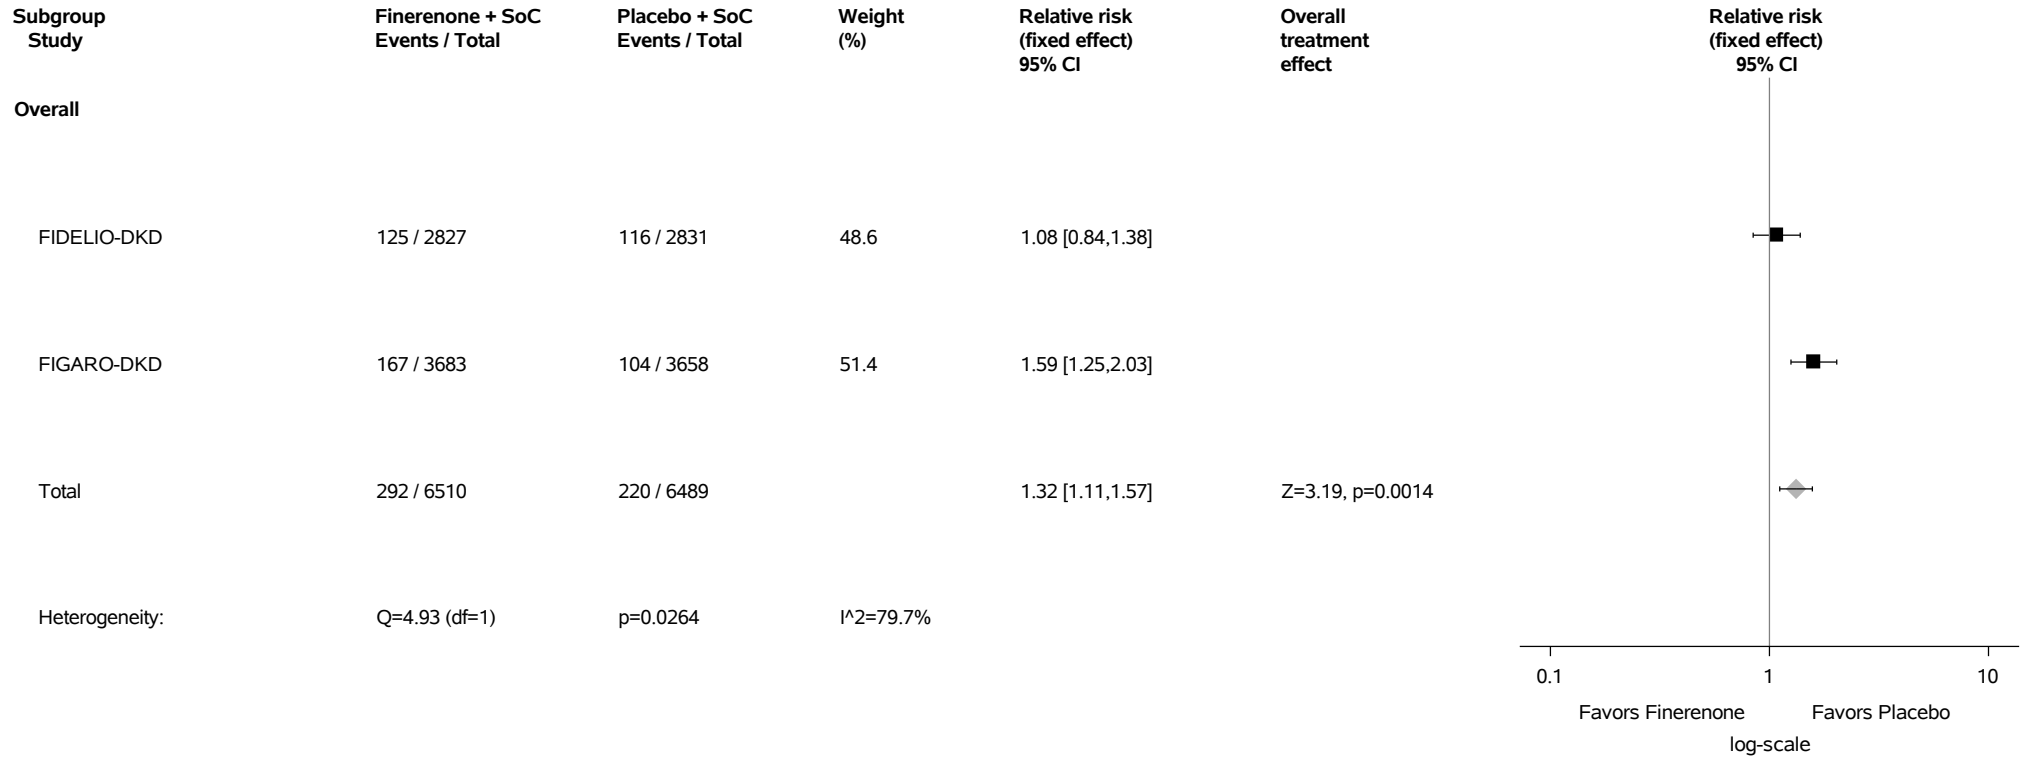 Subgroup Finerenone + SoC Placebo + SoC Weight Relative risk Overall Relative risk
Study Events / Total Events / Total (%) (fixed effect) treatment (fixed effect)
95% CI effect 95% CI
Overall
FIDELIO-DKD 125 / 2827 116 / 2831 48.6 1.08 [0.84,1.38]
FIGARO-DKD 167 / 3683 104 / 3658 51.4 1.59 [1.25,2.03]
Total 292 / 6510 220 / 6489 1.32 [1.11,1.57] Z=3.19, p=0.0014
Heterogeneity: Q=4.93 (df=1) p=0.0264 I^2=79.7%
0.1 1 10
Favors Finerenone Favors Placebo
log-scale